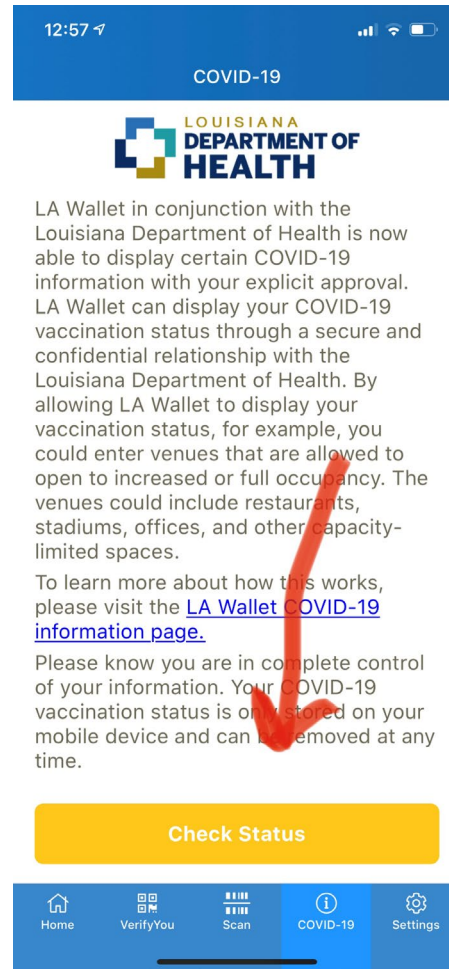 12:57
COVID-19
LOUISIANA
DEPARTMENT OF
HEALTH
LA Wallet in conjunction with the
Louisiana Department of Health is now
able to display certain COVID-19
information with your explicit approval.
LA Wallet can display your COVID-19
vaccination status through a secure and
confidential relationship with the
Louisiana Department of Health. By
allowing LA Wallet to display your
vaccination status, for example, you
could enter venues that are allowed to
open to increased or full occupancy. The
venues could include restaurants,
stadiums, offices, and other capacity-
limited spaces.
To learn more about how this works,
please visit the LA Wallet COVID-19
information page.
Please know you are in complete control
of your information. Your COVID-19
vaccination status is only stored on your
mobile device and can be removed at any
time.
Check Status
Home VerifyYou Scan COVID-19 Settings